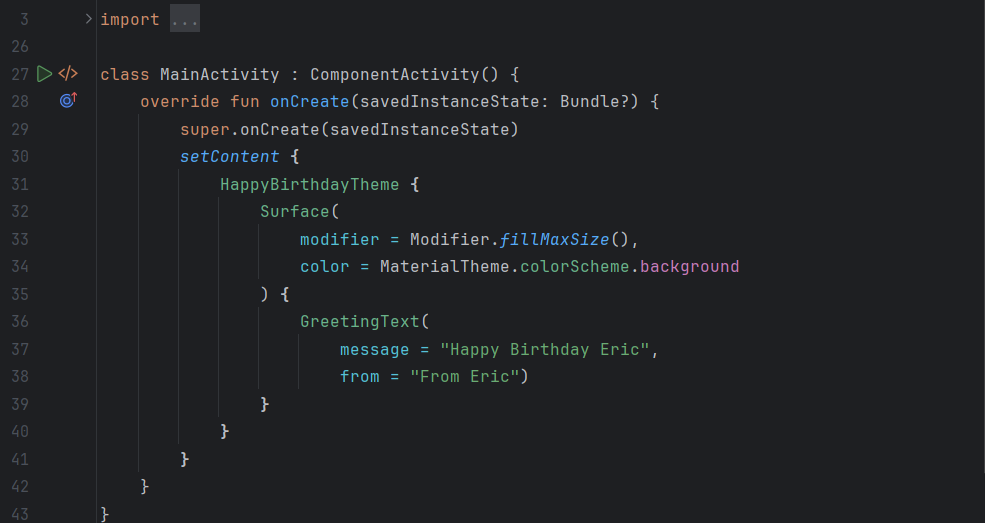 3 import ...
26
27 class MainActivity : ComponentActivity() {
28     override fun onCreate(savedInstanceState: Bundle?) {
29         super.onCreate(savedInstanceState)
30         setContent {
31             HappyBirthdayTheme {
32                 Surface(
33                     modifier = Modifier.fillMaxSize(),
34                     color = MaterialTheme.colorScheme.background
35                 ) {
36                     GreetingText(
37                         message = "Happy Birthday Eric",
38                         from = "From Eric")
39                 }
40             }
41         }
42     }
43 }